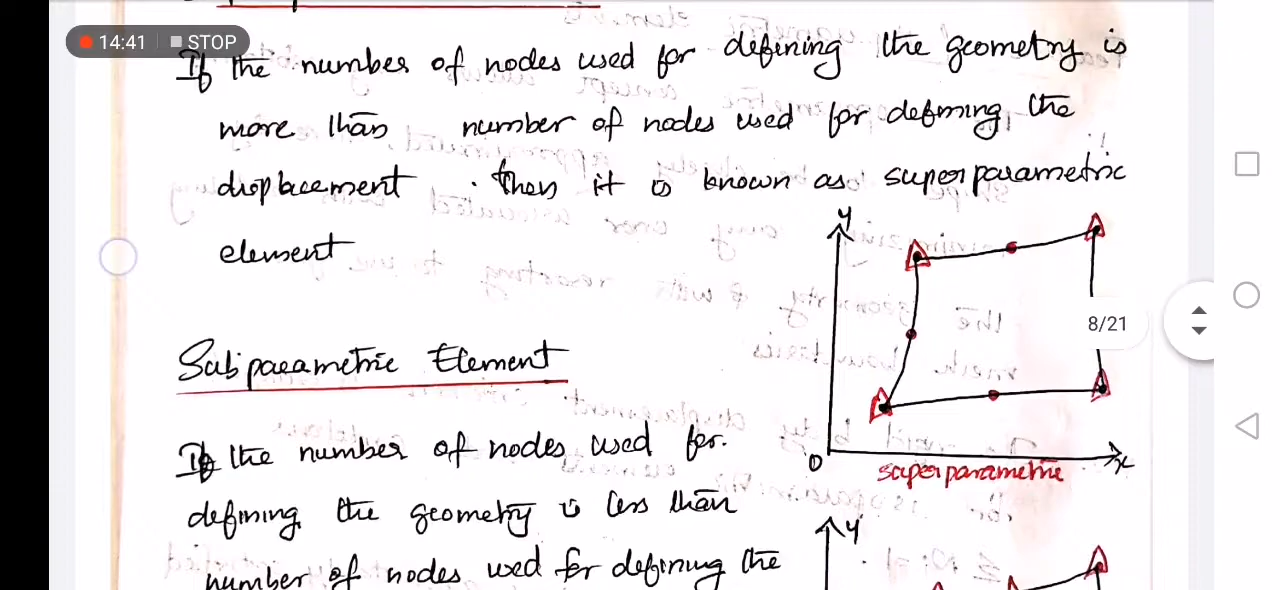 14:41 STOP
If the number of nodes used for defining the geometry is
more than number of nodes used for defining the
displacement . then it is known as superparametric
element
y
8/21
Subparametric Element
0
x
superparametric
If the number of nodes used for.
defining the geometry is less than
y
number of nodes used for defining the